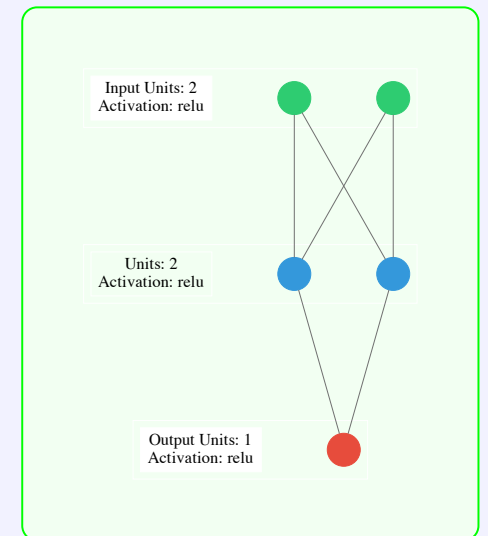 Input Units: 2
Activation: relu
Units: 2
Activation: relu
Output Units: 1
Activation: relu